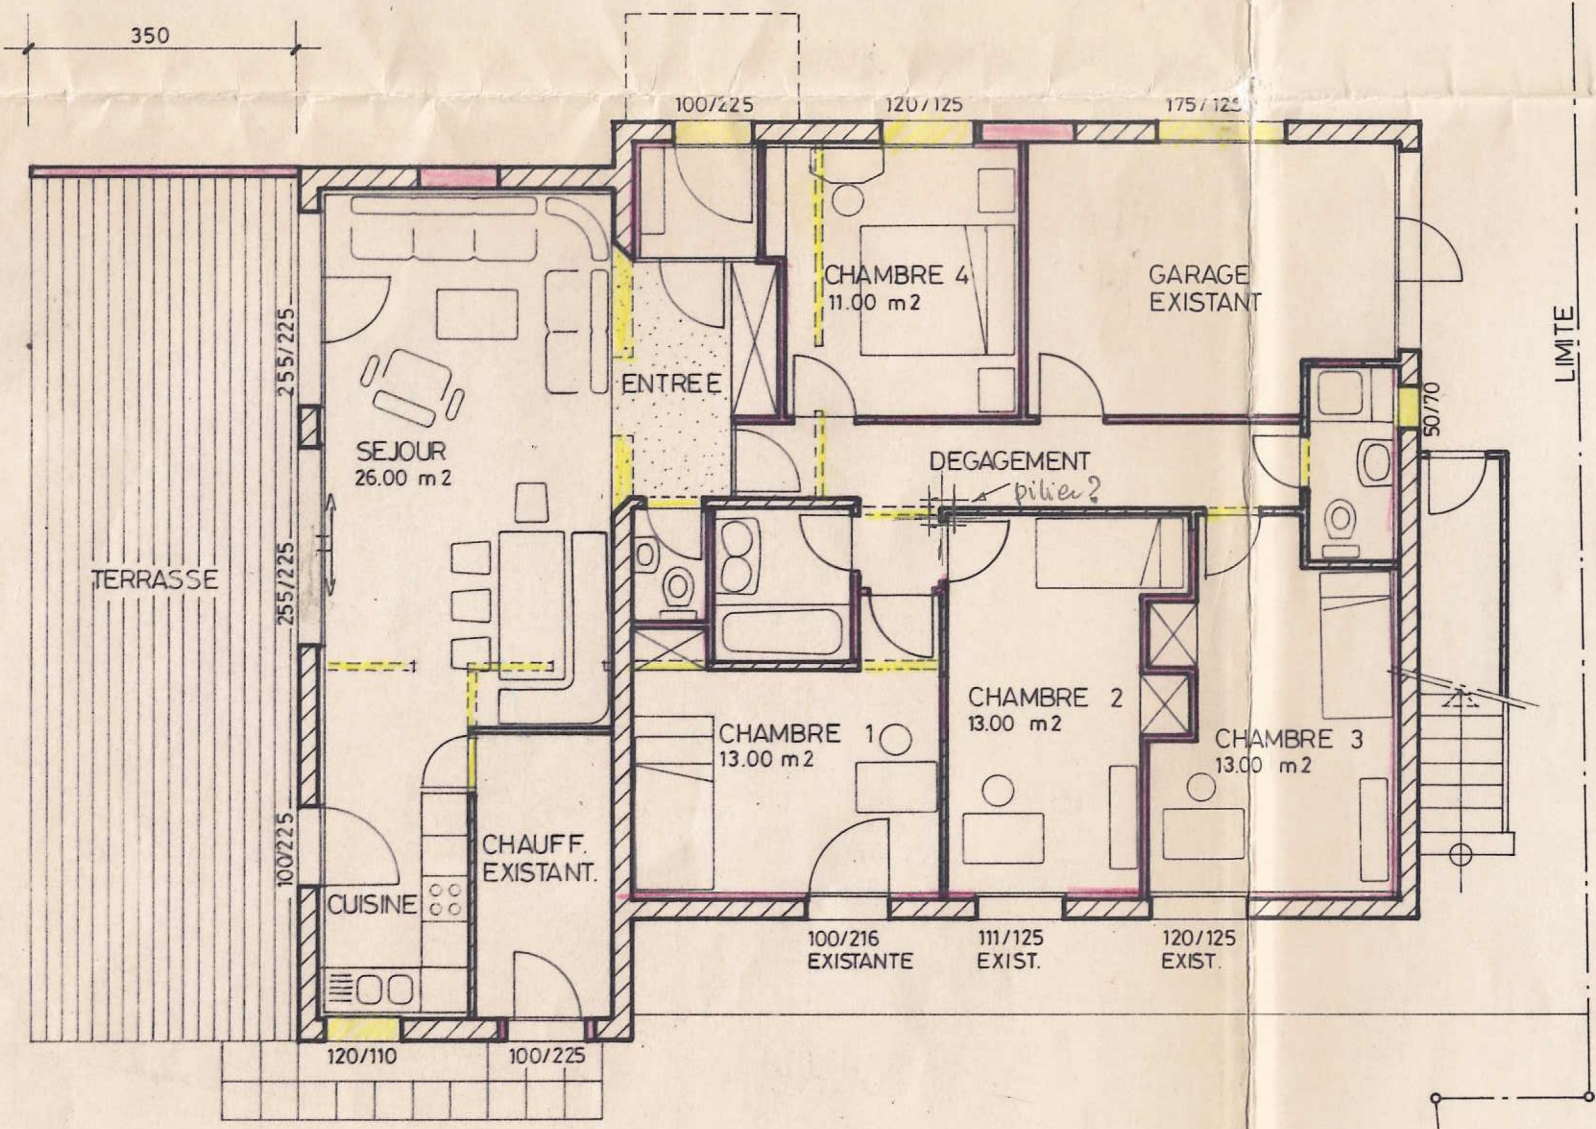 350
100/225
120/125
175/125
CHAMBRE 4
11.00 m2
GARAGE
EXISTANT
LIMITE
255/225
ENTREE
50/70
SEJOUR
26.00 m2
DEGAGEMENT
pilier?
TERRASSE
255/225
CHAMBRE 1
13.00 m2
CHAMBRE 2
13.00 m2
CHAMBRE 3
13.00 m2
100/225
CHAUFF.
EXISTANT.
CUISINE
100/216
EXISTANTE
111/125
EXIST.
120/125
EXIST.
120/110
100/225